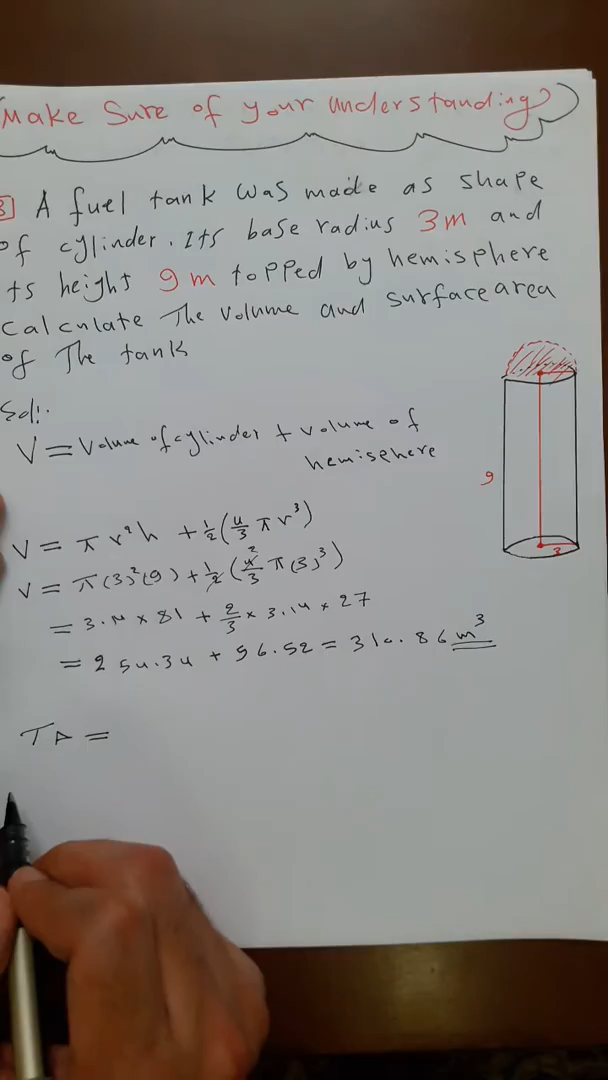 Make Sure of your understanding
3 A fuel tank was made as shape
of cylinder. Its base radius 3m and
ts height 9m topped by hemisphere
Calculate The volume and surface area
of The tank
Sol:.
V = Volume of cylinder + volume of
hemisphere
9
3
V = π r² h + 1/2 (4/3 π r³)
V = π (3)² (9) + 1/2 (4²/3 π (3)³)
= 3.14 × 81 + 2/3 × 3.14 × 27
= 254.34 + 56.52 = 310.86 m³
TA =